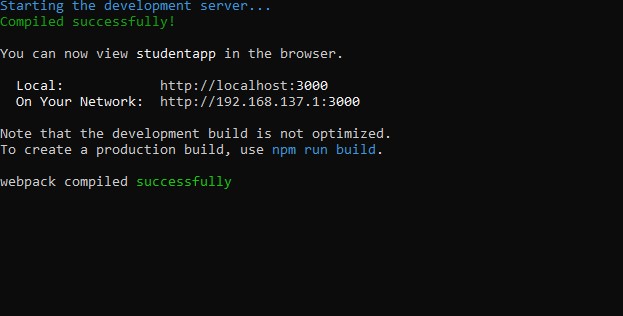 Starting the development server...
Compiled successfully!
You can now view studentapp in the browser.
Local: http://localhost:3000
On Your Network: http://192.168.137.1:3000
Note that the development build is not optimized.
To create a production build, use npm run build.
webpack compiled successfully